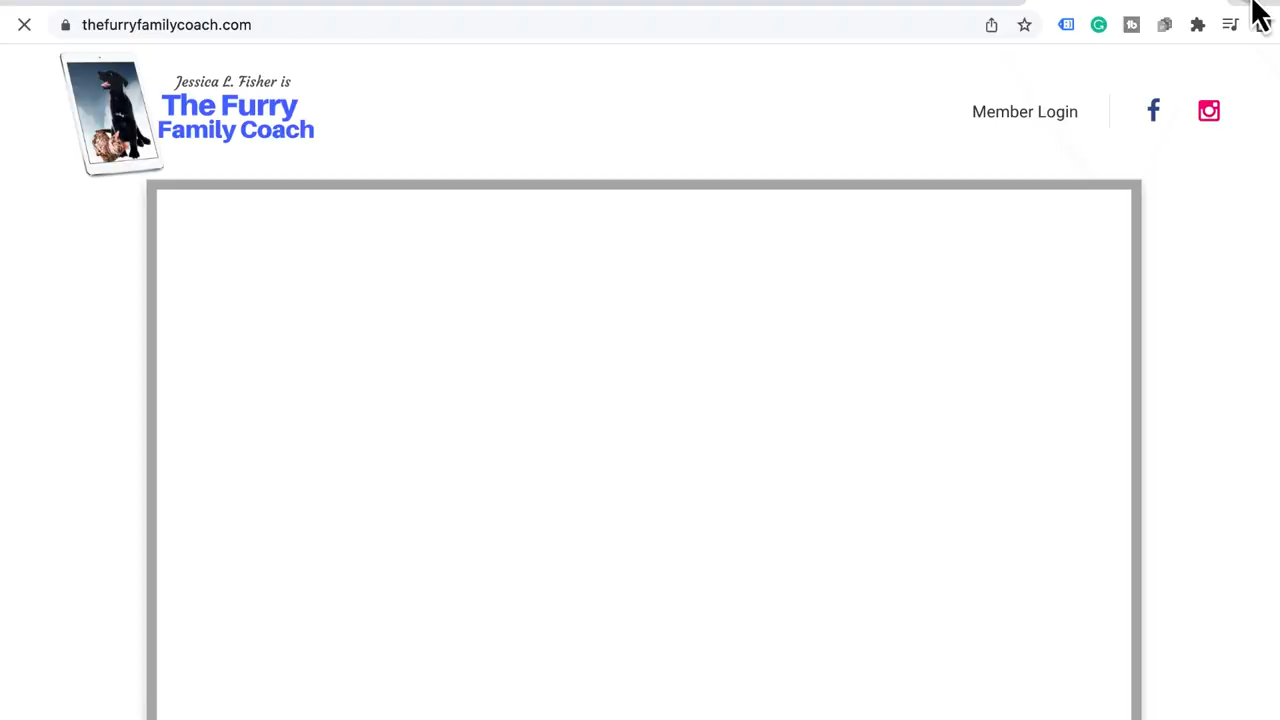 thefurryfamilycoach.com
Jessica L. Fisher is
The Furry
Family Coach
Member Login